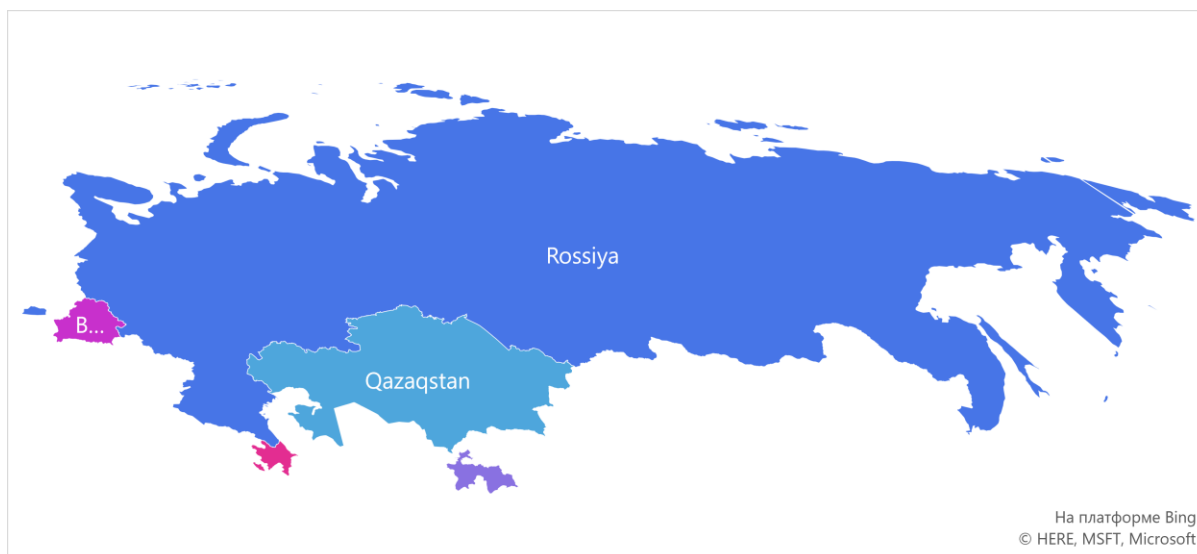 Rossiya
B...
Qazaqstan
На платформе Bing
© HERE, MSFT, Microsoft